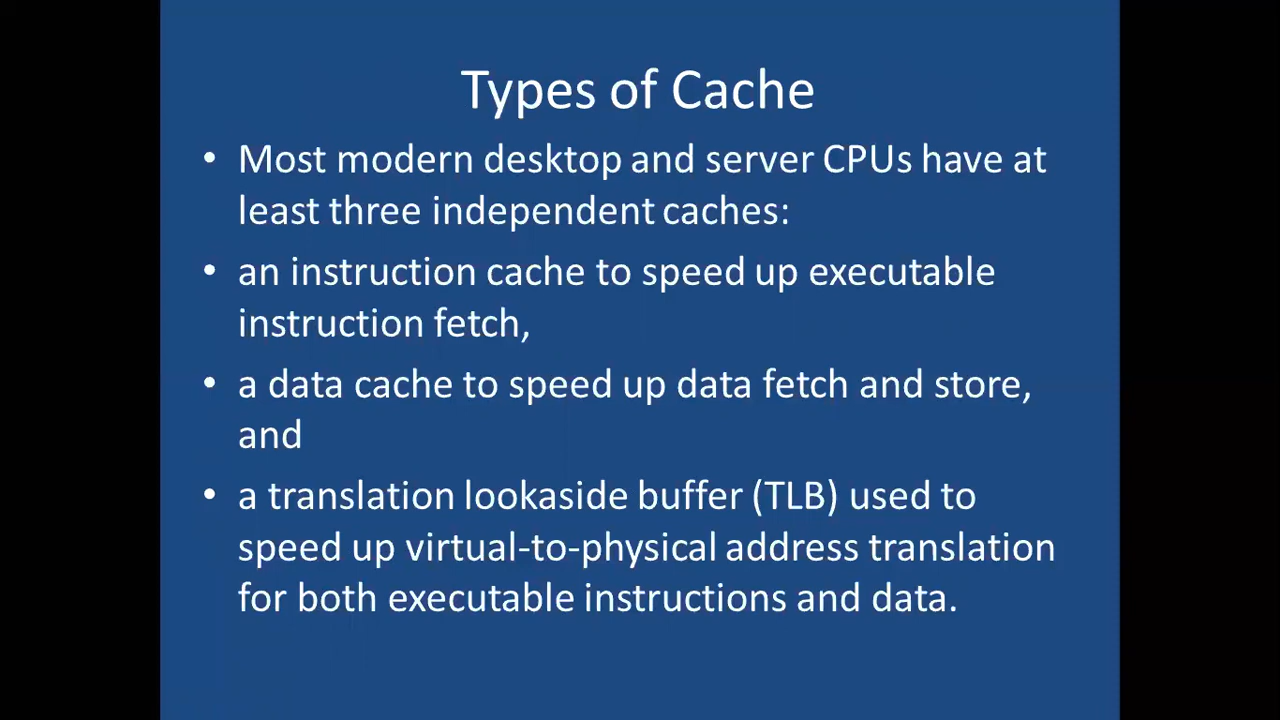 Types of Cache
• Most modern desktop and server CPUs have at
least three independent caches:
• an instruction cache to speed up executable
instruction fetch,
• a data cache to speed up data fetch and store,
and
• a translation lookaside buffer (TLB) used to
speed up virtual-to-physical address translation
for both executable instructions and data.